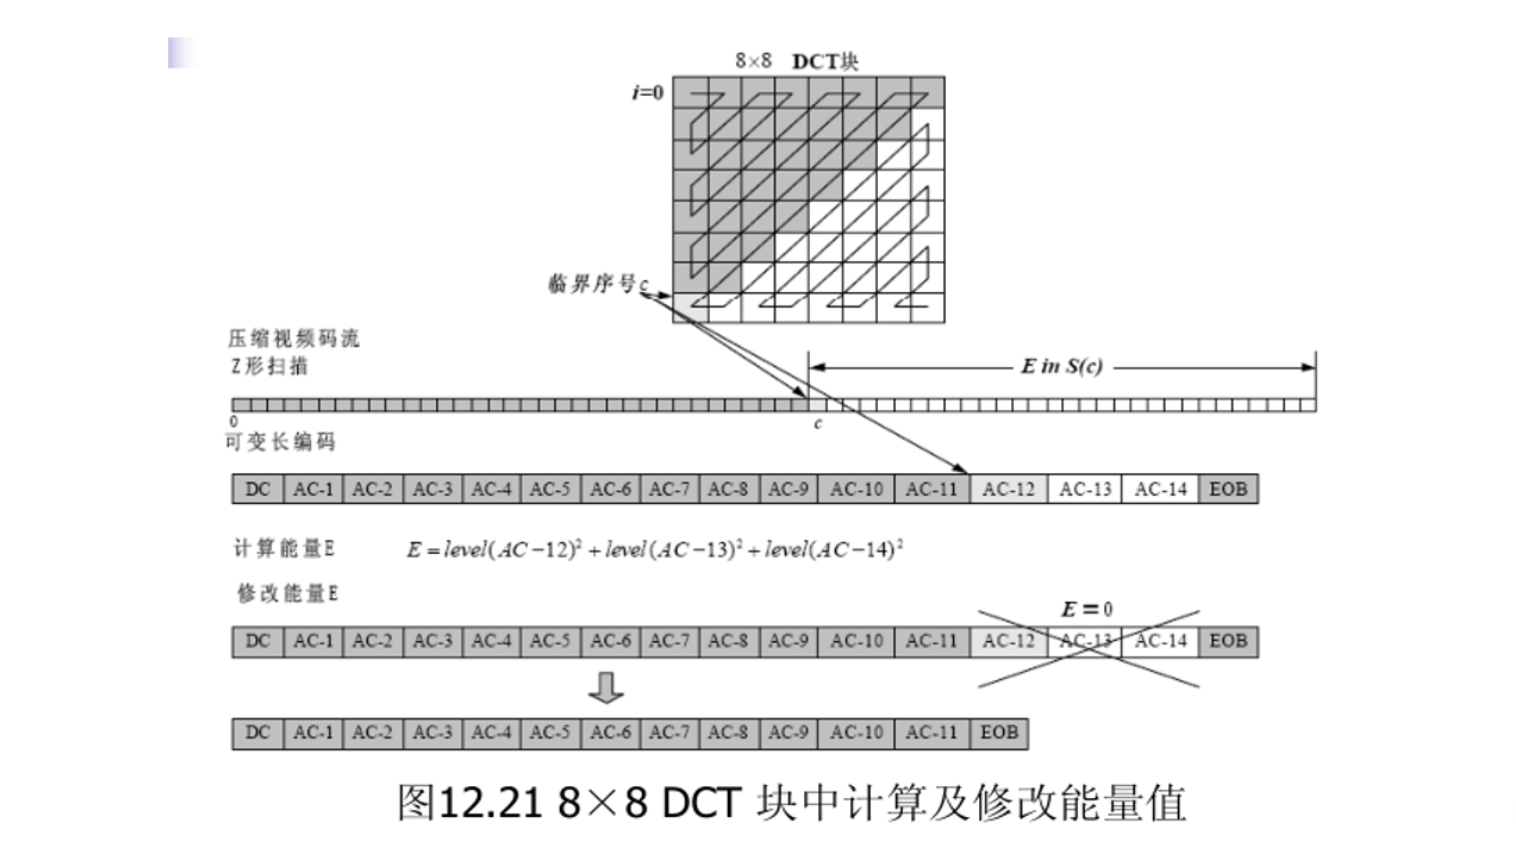 8×8 DCT块
i=0
临界序号c
压缩视频码流
Z形扫描
E in S(c)
0
c
可变长编码
DC AC-1 AC-2 AC-3 AC-4 AC-5 AC-6 AC-7 AC-8 AC-9 AC-10 AC-11 AC-12 AC-13 AC-14 EOB
计算能量E E=level(AC-12)²+level(AC-13)²+level(AC-14)²
修改能量E
E=0
DC AC-1 AC-2 AC-3 AC-4 AC-5 AC-6 AC-7 AC-8 AC-9 AC-10 AC-11 AC-12 AC-13 AC-14 EOB
DC AC-1 AC-2 AC-3 AC-4 AC-5 AC-6 AC-7 AC-8 AC-9 AC-10 AC-11 EOB
图12.21 8×8 DCT 块中计算及修改能量值